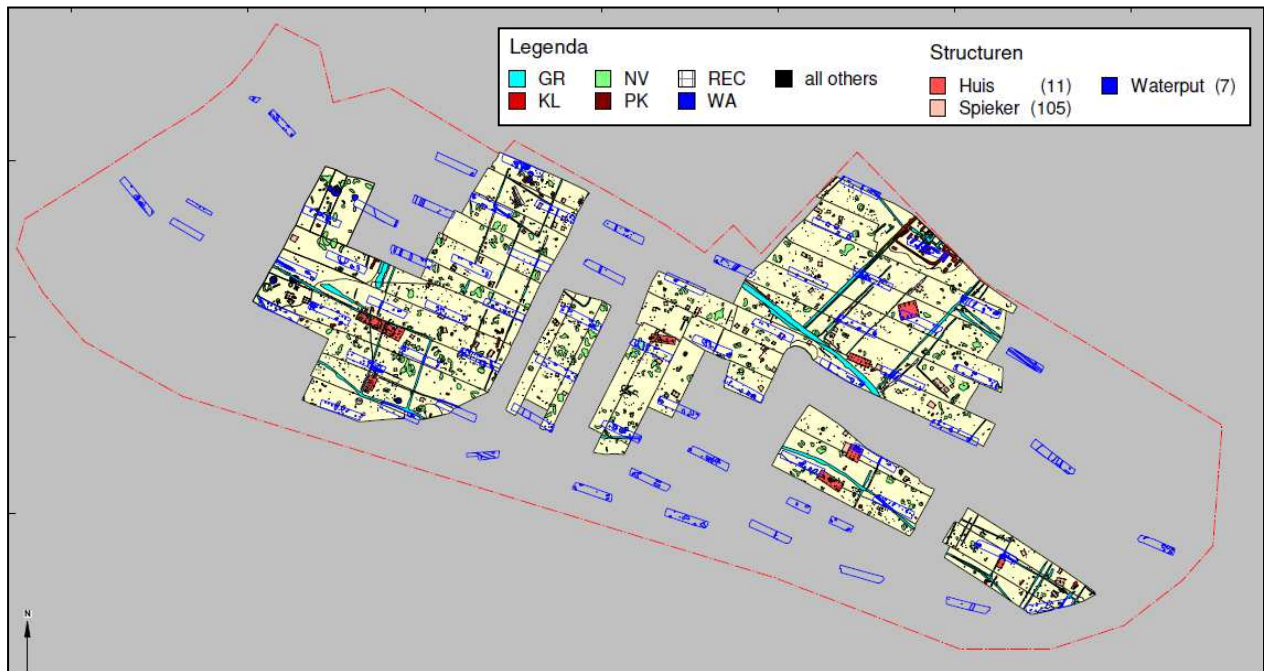 Legenda
GR NV REC all others
KL PK WA
Structuren
Huis (11) Waterput (7)
Spieker (105)
N